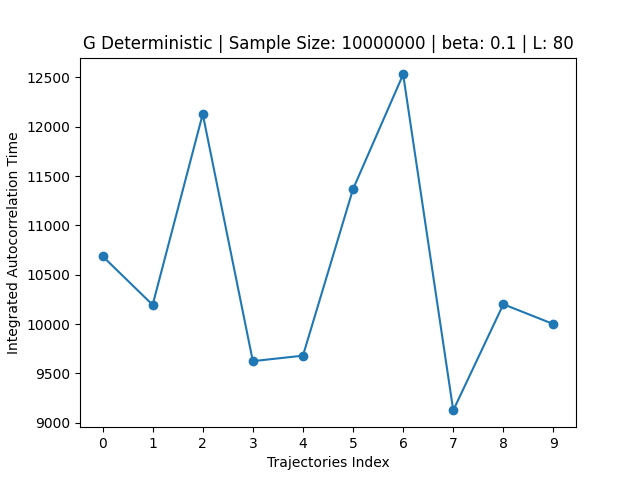 G Deterministic | Sample Size: 10000000 | beta: 0.1 | L: 80
Integrated Autocorrelation Time
12500
12000
11500
11000
10500
10000
9500
9000
0 1 2 3 4 5 6 7 8 9
Trajectories Index